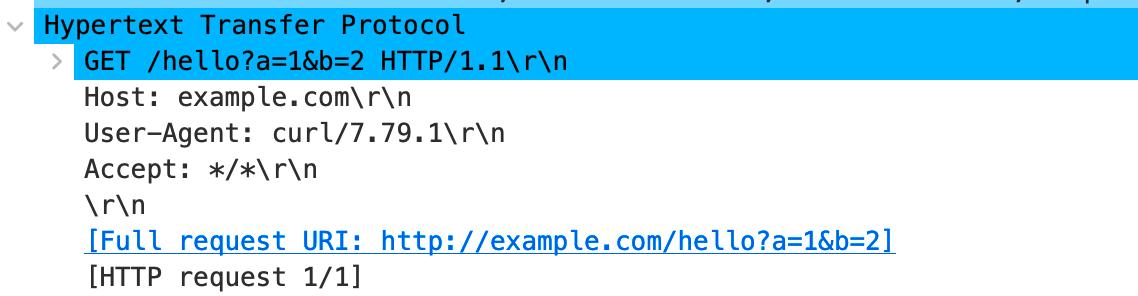 Hypertext Transfer Protocol
GET /hello?a=1&b=2 HTTP/1.1\r\n
Host: example.com\r\n
User-Agent: curl/7.79.1\r\n
Accept: */*\r\n
\r\n
[Full request URI: http://example.com/hello?a=1&b=2]
[HTTP request 1/1]